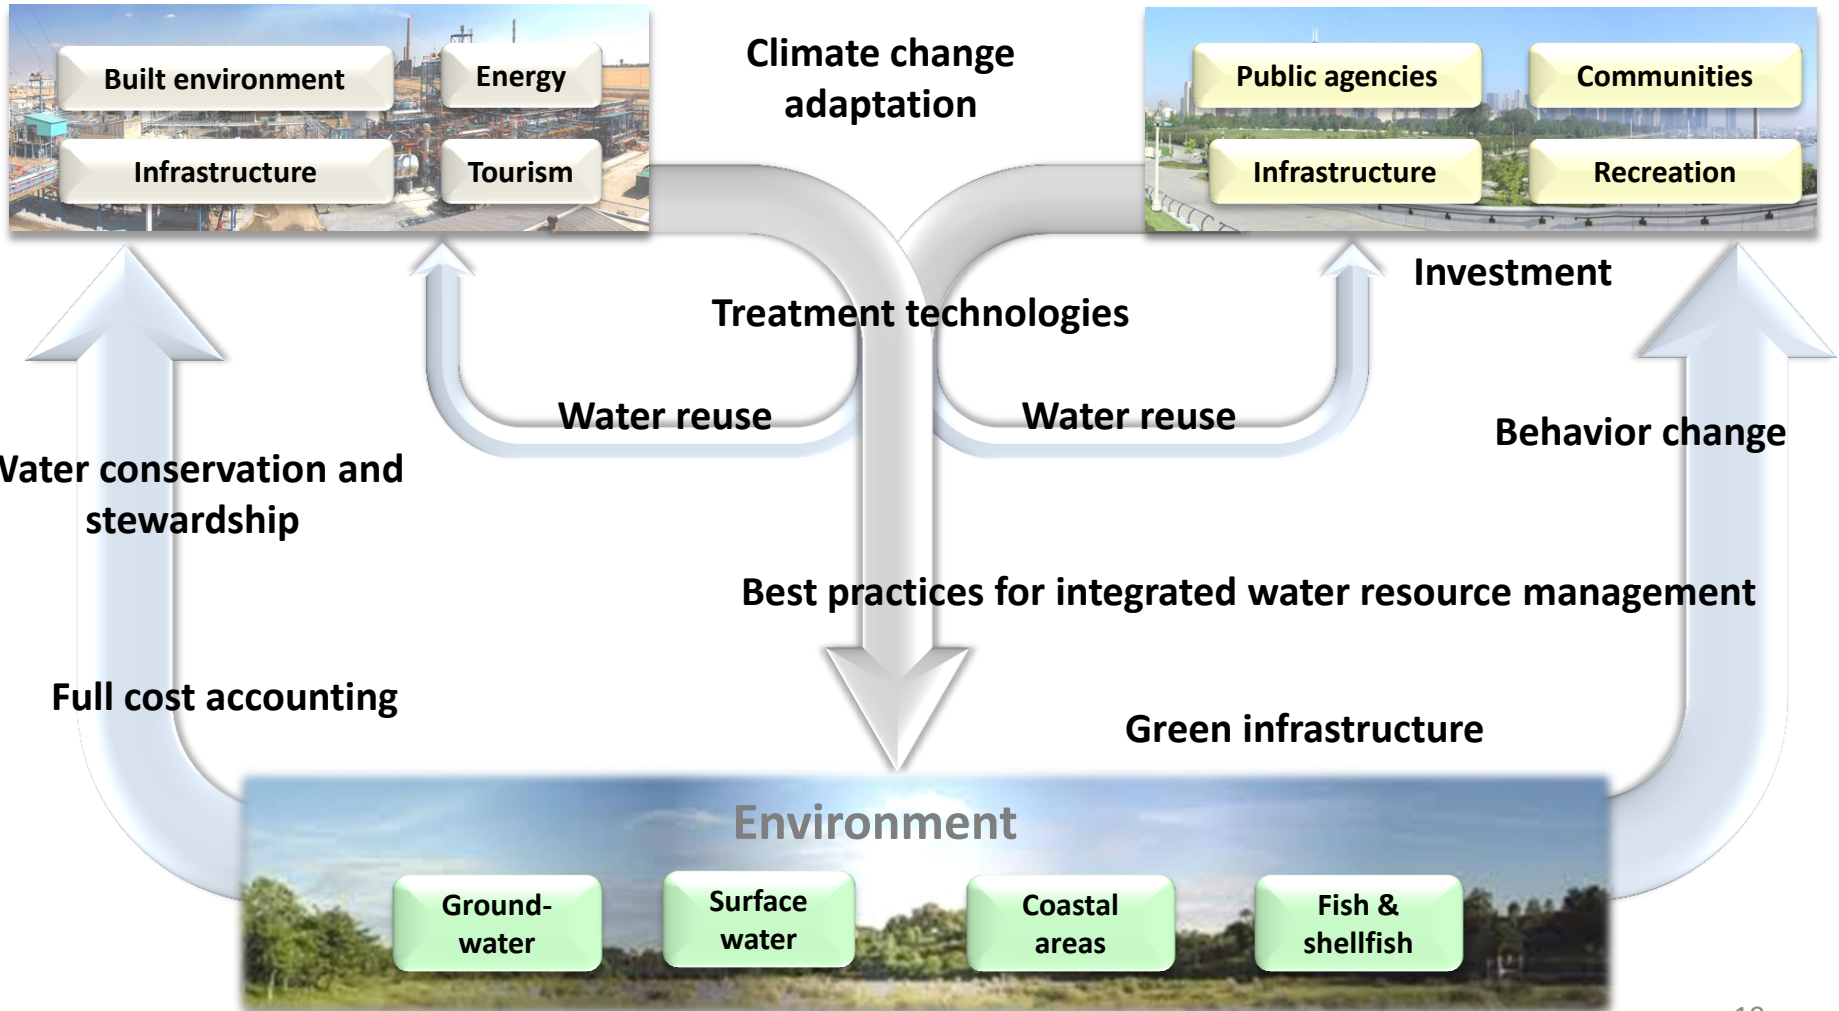 Built environment
Energy
Infrastructure
Tourism
Climate change
adaptation
Public agencies
Communities
Infrastructure
Recreation
Investment
Treatment technologies
Water reuse
Water reuse
Behavior change
Water conservation and
stewardship
Best practices for integrated water resource management
Full cost accounting
Green infrastructure
Environment
Ground-
water
Surface
water
Coastal
areas
Fish &
shellfish